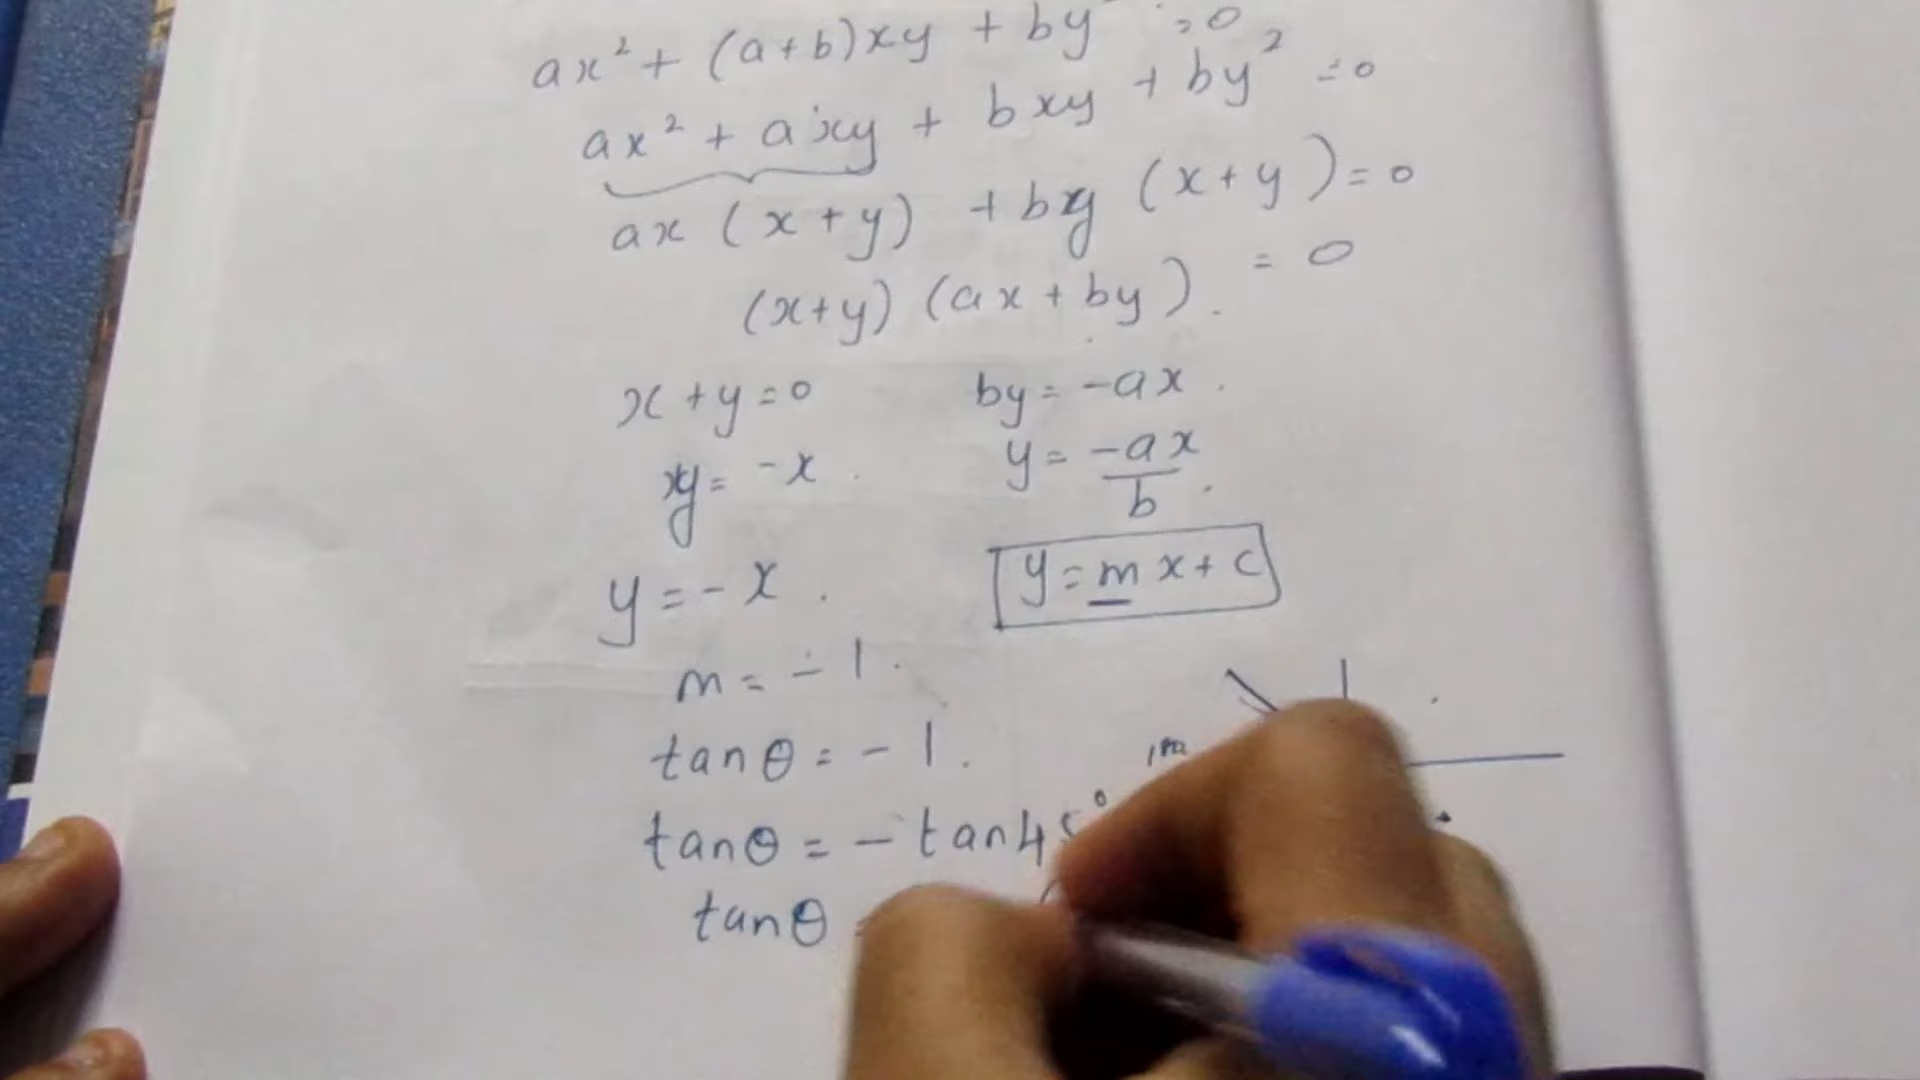 ax² + (a+b)xy + by² = 0
ax² + axy + bxy + by² = 0
ax (x+y) + by (x+y) = 0
(x+y) (ax+by) = 0
x+y=0 by = -ax
y = -x y = -ax/b
y = -x y = mx+c
m = -1
tanθ = -1
tanθ = -tan45°
tanθ =